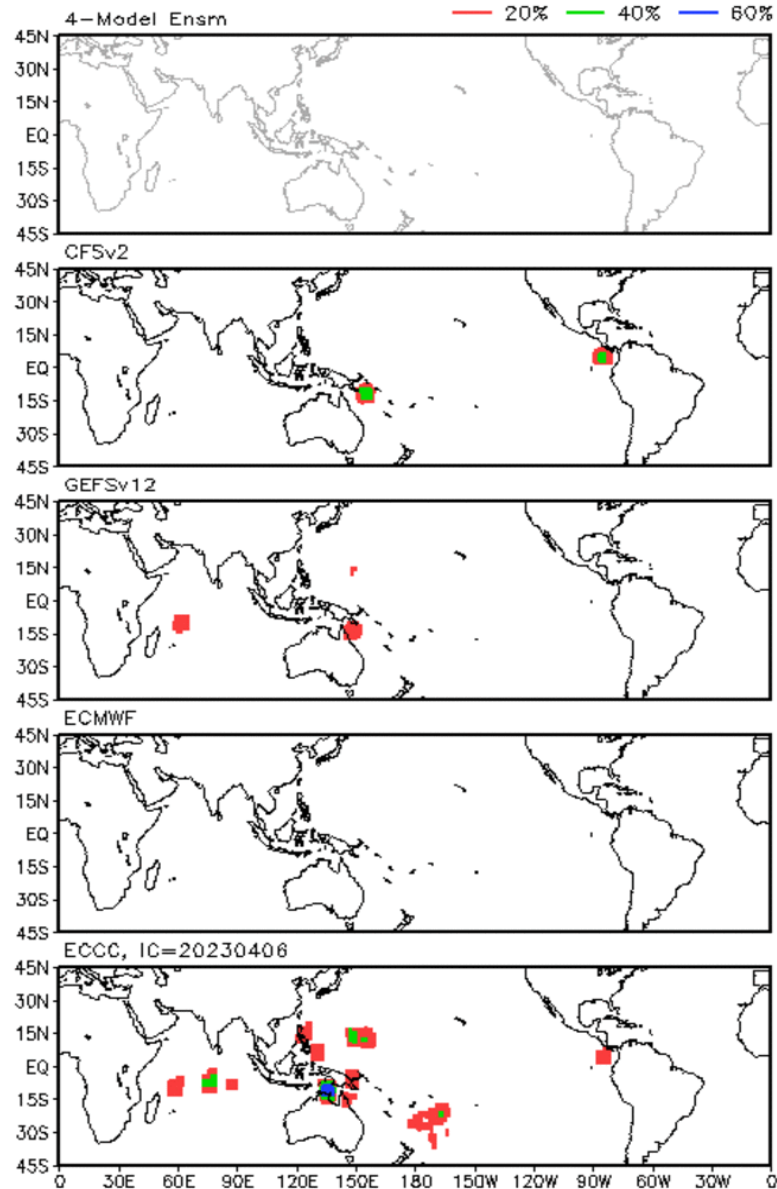 4-Model Ensm 20% 40% 60%
45N
30N
15N
EQ
15S
30S
45S
CFSv2
45N
30N
15N
EQ
15S
30S
45S
GEFSv12
45N
30N
15N
EQ
15S
30S
45S
ECMWF
45N
30N
15N
EQ
15S
30S
45S
ECCC, IC=20230406
45N
30N
15N
EQ
15S
30S
45S
0 30E 60E 90E 120E 150E 180 150W 120W 90W 60W 30W 0